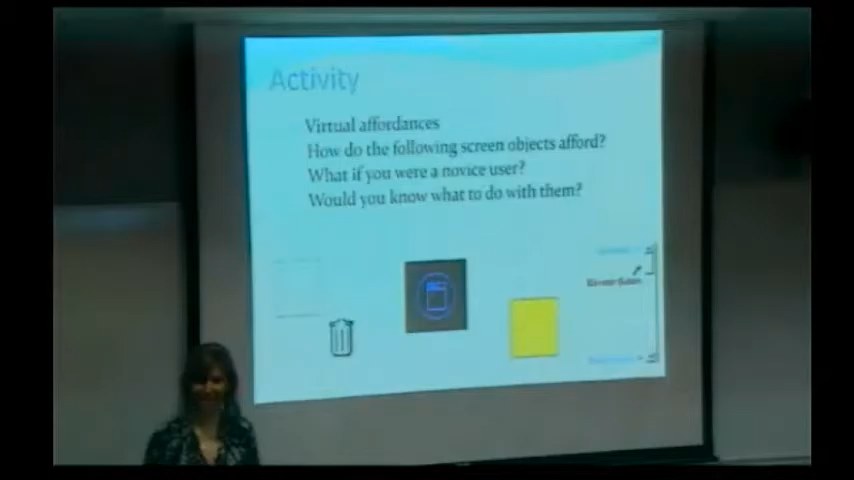 Activity
Virtual affordances
How do the following screen objects afford?
What if you were a novice user?
Would you know what to do with them?